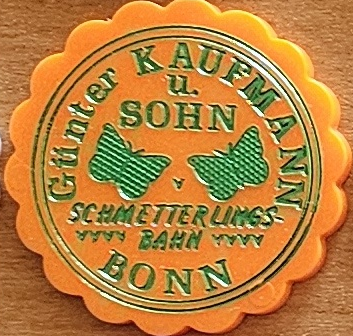 Günter KAUFMANN
u.
SOHN
SCHMETTERLINGS-
BAHN
BONN